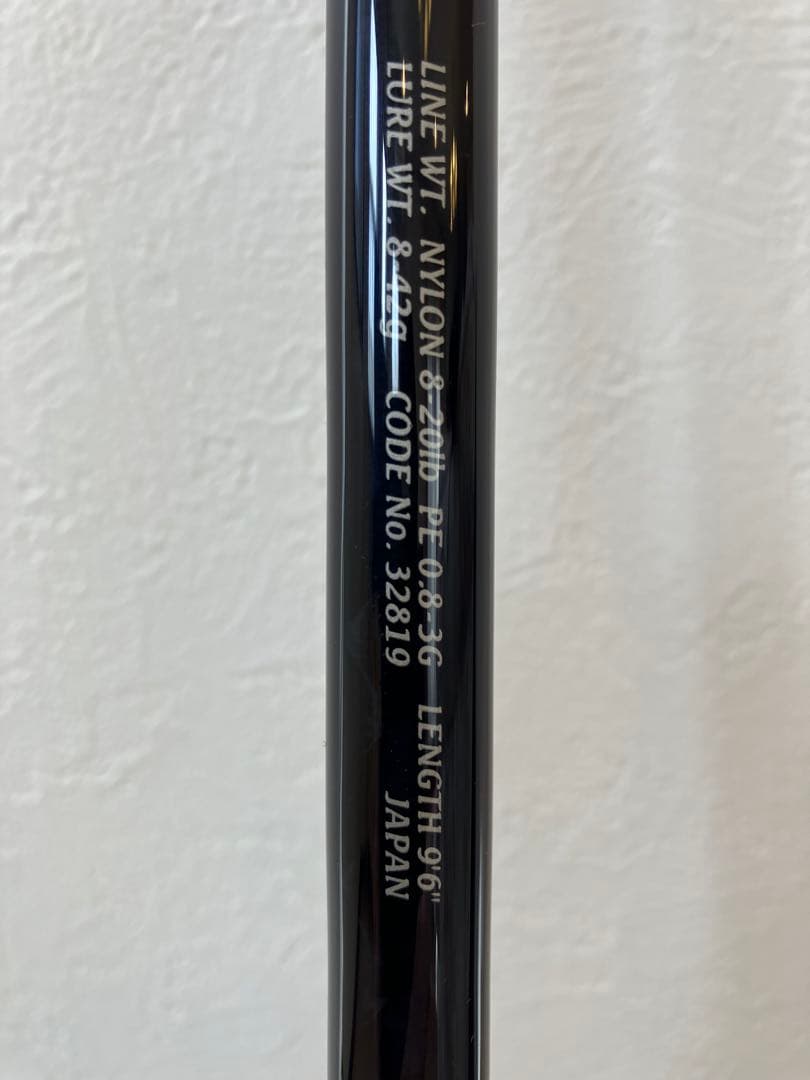 LINE WT. NYLON 8-20lb PE 0.8-3G LENGTH 9'6"
LURE WT. 8-42g CODE No. 32819 JAPAN